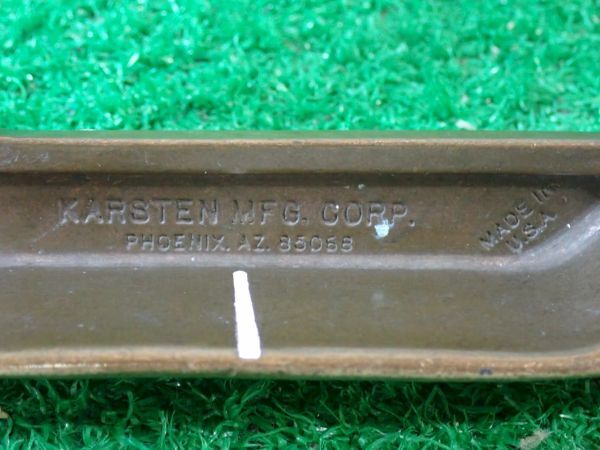 KARSTEN MFG. CORP.
PHOENIX. AZ. 85068
MADE IN
U.S.A.